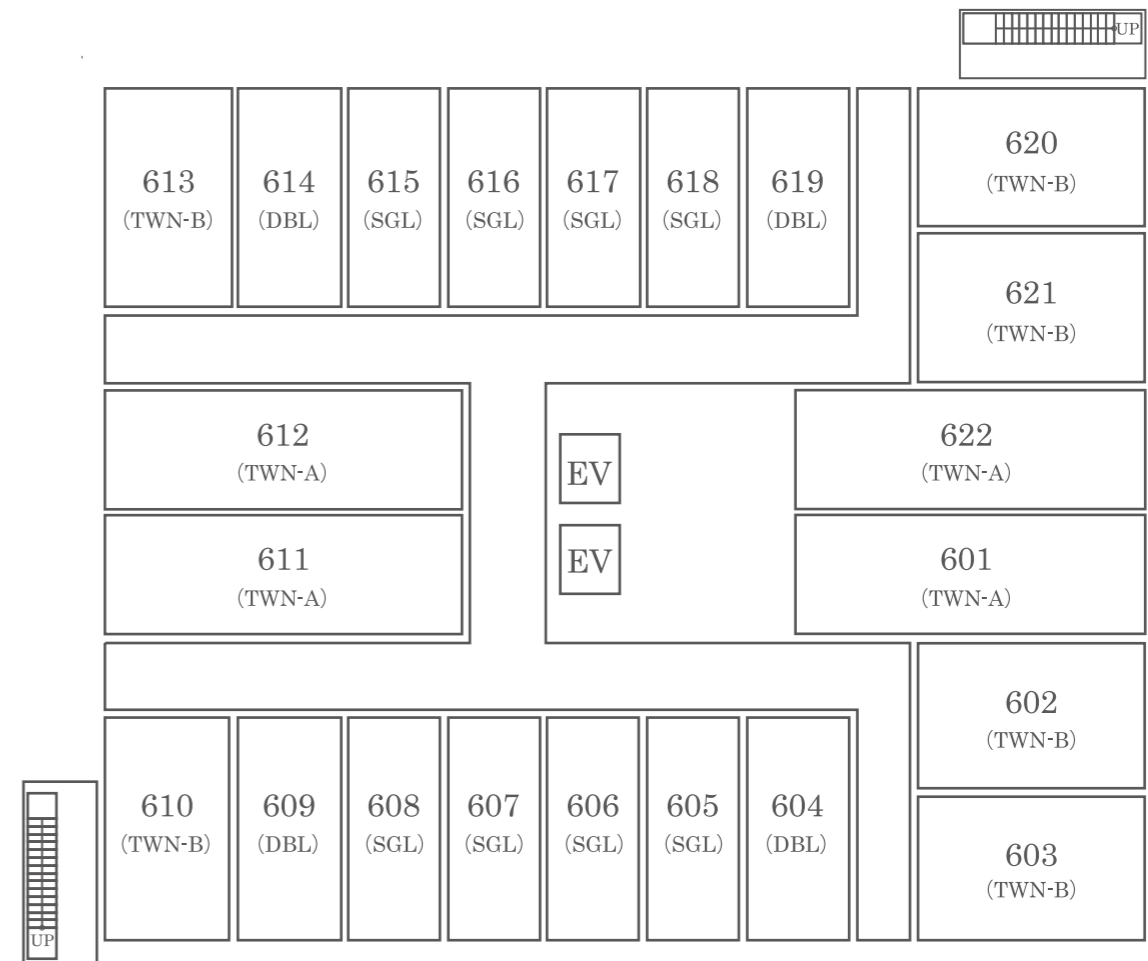 UP
613
(TWN-B)
614
(DBL)
615
(SGL)
616
(SGL)
617
(SGL)
618
(SGL)
619
(DBL)
620
(TWN-B)
621
(TWN-B)
612
(TWN-A)
EV
622
(TWN-A)
611
(TWN-A)
EV
601
(TWN-A)
602
(TWN-B)
610
(TWN-B)
609
(DBL)
608
(SGL)
607
(SGL)
606
(SGL)
605
(SGL)
604
(DBL)
603
(TWN-B)
UP